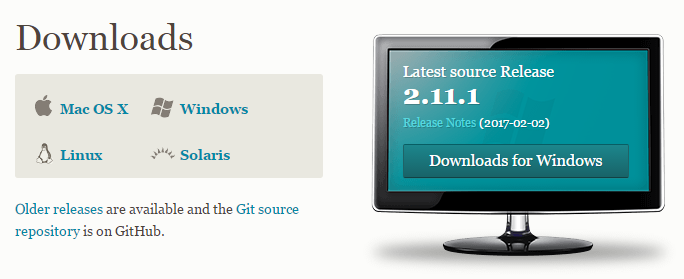 Downloads
Mac OS X
Windows
Linux
Solaris
Older releases are available and the Git source
repository is on GitHub.
Latest source Release
2.11.1
Release Notes (2017-02-02)
Downloads for Windows